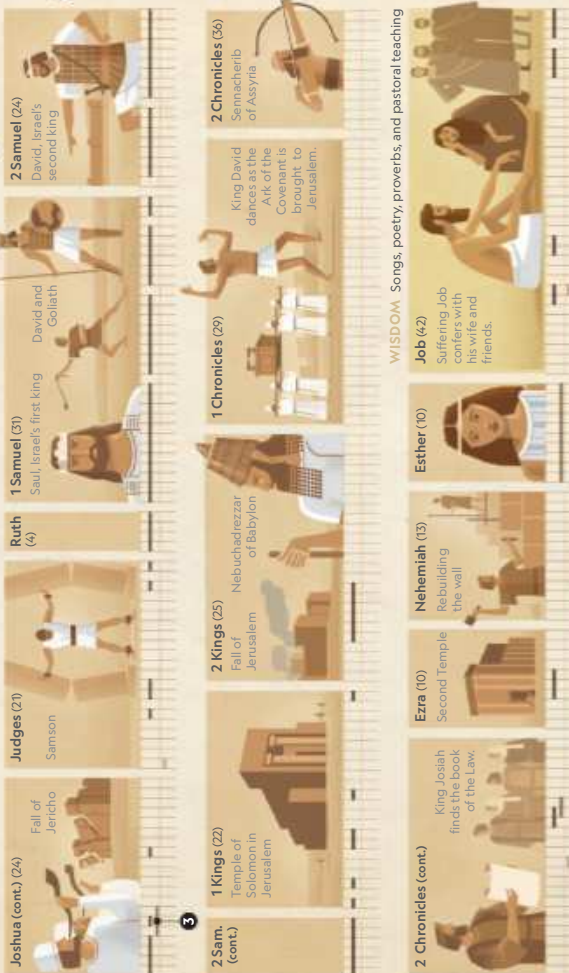 Joshua (cont.) (24)
Fall of
Jericho
Judges (21)
Samson
Ruth
(4)
1 Samuel (31)
Saul, Israel's first king
David and
Goliath
2 Samuel (24)
David, Israel's
second king
3
2 Sam.
(cont.)
1 Kings (22)
Temple of
Solomon in
Jerusalem
2 Kings (25)
Fall of
Jerusalem
Nebuchadrezzar
of Babylon
1 Chronicles (29)
King David
dances as the
Ark of the
Covenant is
brought to
Jerusalem.
2 Chronicles (36)
Sennacherib
of Assyria
2 Chronicles (cont.)
King Josiah
finds the book
of the Law.
Ezra (10)
Second Temple
Nehemiah (13)
Rebuilding
the wall
Esther (10)
WISDOM Songs, poetry, proverbs, and pastoral teaching
Job (42)
Suffering Job
confers with
his wife and
friends.